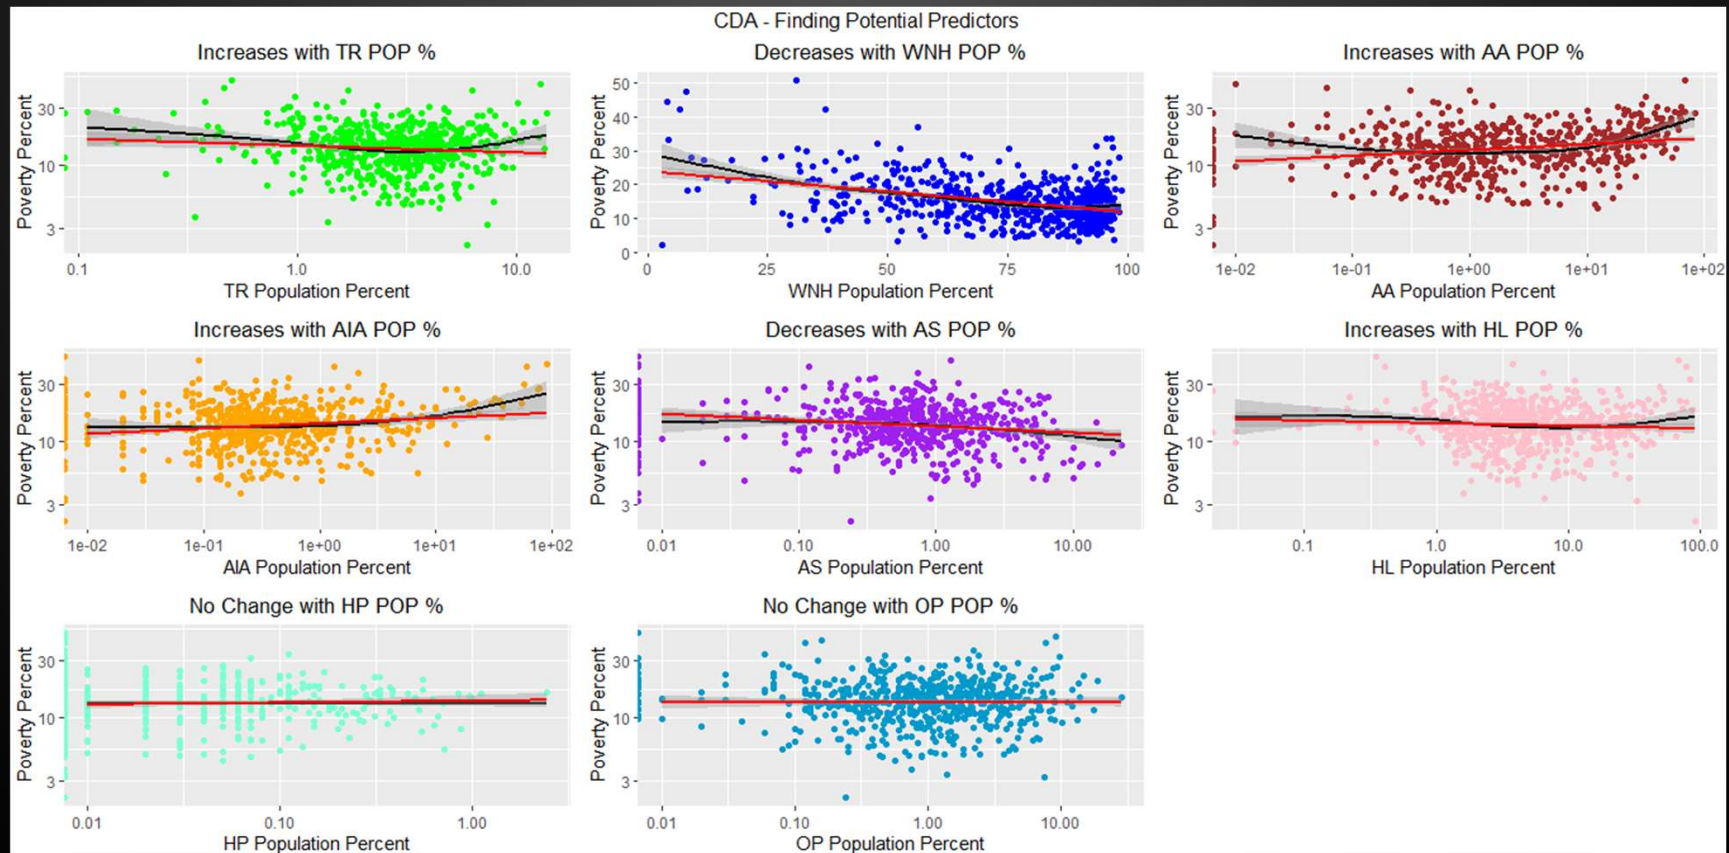 CDA - Finding Potential Predictors
Increases with TR POP %
Poverty Percent
30
10
3
0.1 1.0 10.0
TR Population Percent
Decreases with WNH POP %
Poverty Percent
50
40
30
20
10
0
0 25 50 75 100
WNH Population Percent
Increases with AA POP %
Poverty Percent
30
10
3
1e-02 1e-01 1e+00 1e+01 1e+02
AA Population Percent
Increases with AIA POP %
Poverty Percent
30
10
3
1e-02 1e-01 1e+00 1e+01 1e+02
AIA Population Percent
Decreases with AS POP %
Poverty Percent
30
10
3
0.01 0.10 1.00 10.00
AS Population Percent
Increases with HL POP %
Poverty Percent
30
10
3
0.1 1.0 10.0 100.0
HL Population Percent
No Change with HP POP %
Poverty Percent
30
10
3
0.01 0.10 1.00
HP Population Percent
No Change with OP POP %
Poverty Percent
30
10
3
0.01 0.10 1.00 10.00
OP Population Percent